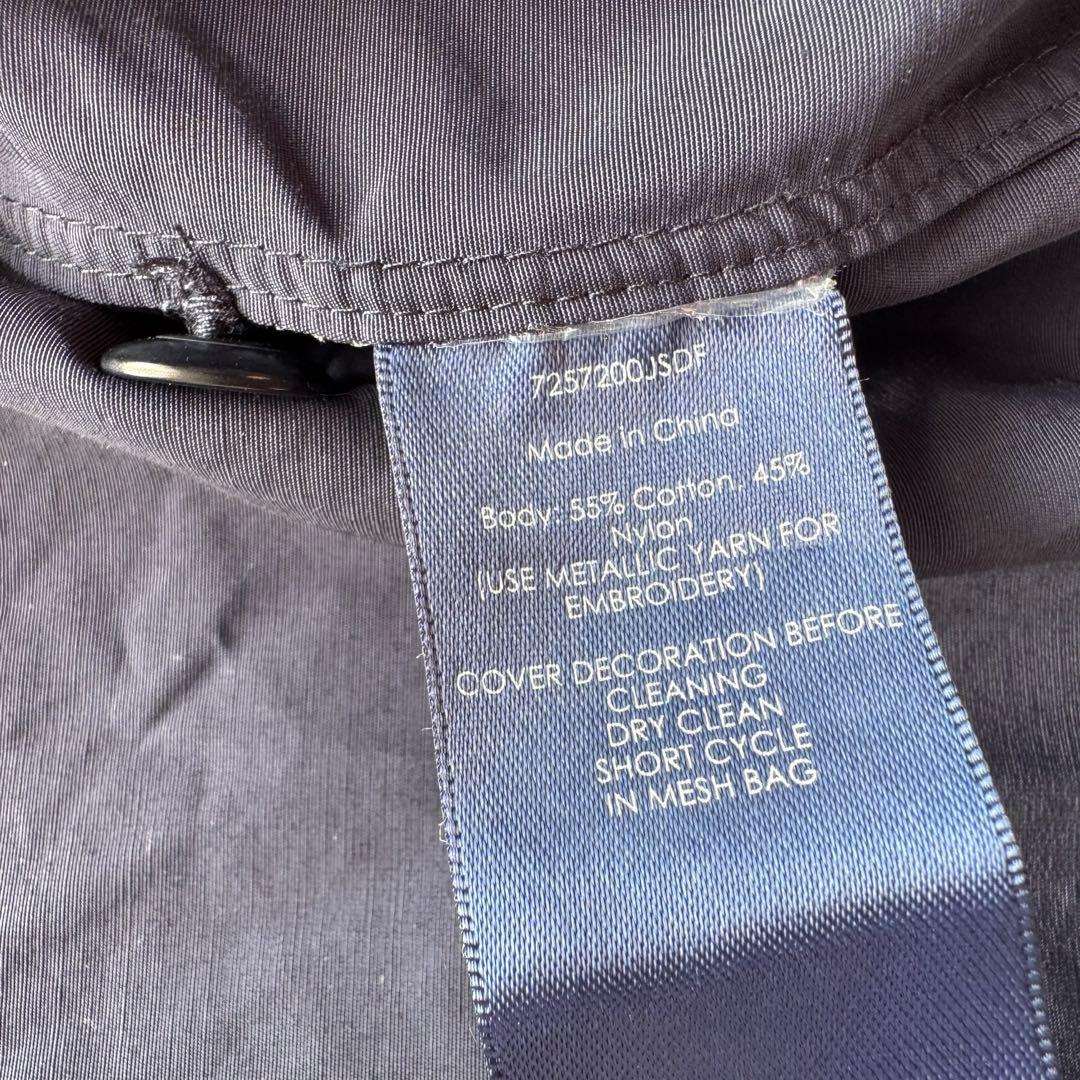 7257200JSDF
Made in China
Body: 55% Cotton, 45%
Nylon
(USE METALLIC YARN FOR
EMBROIDERY)
COVER DECORATION BEFORE
CLEANING
DRY CLEAN
SHORT CYCLE
IN MESH BAG